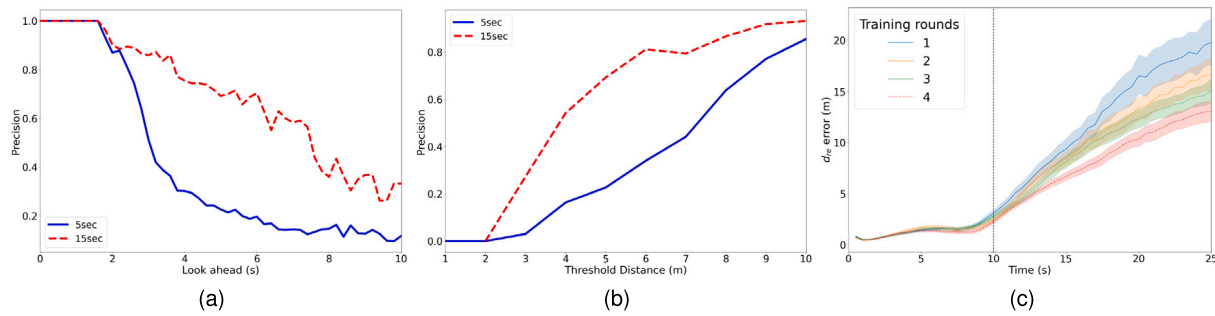 1.0
0.8
0.6
0.4
0.2
Precision
5sec
15sec
0 2 4 6 8 10
Look ahead (s)
(a)
0.8
0.6
0.4
0.2
0.0
Precision
5sec
15sec
1 2 3 4 5 6 7 8 9 10
Threshold Distance (m)
(b)
20
15
10
5
0
d_re error (m)
Training rounds
1
2
3
4
0 5 10 15 20 25
Time (s)
(c)